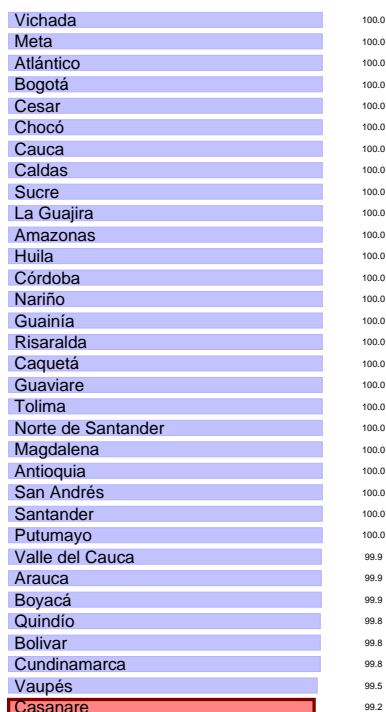 Vichada 100.0
Meta 100.0
Atlántico 100.0
Bogotá 100.0
Cesar 100.0
Chocó 100.0
Cauca 100.0
Caldas 100.0
Sucre 100.0
La Guajira 100.0
Amazonas 100.0
Huila 100.0
Córdoba 100.0
Nariño 100.0
Guainía 100.0
Risaralda 100.0
Caquetá 100.0
Guaviare 100.0
Tolima 100.0
Norte de Santander 100.0
Magdalena 100.0
Antioquia 100.0
San Andrés 100.0
Santander 100.0
Putumayo 100.0
Valle del Cauca 99.9
Arauca 99.9
Boyacá 99.9
Quindío 99.8
Bolivar 99.8
Cundinamarca 99.8
Vaupés 99.5
Casanare 99.2